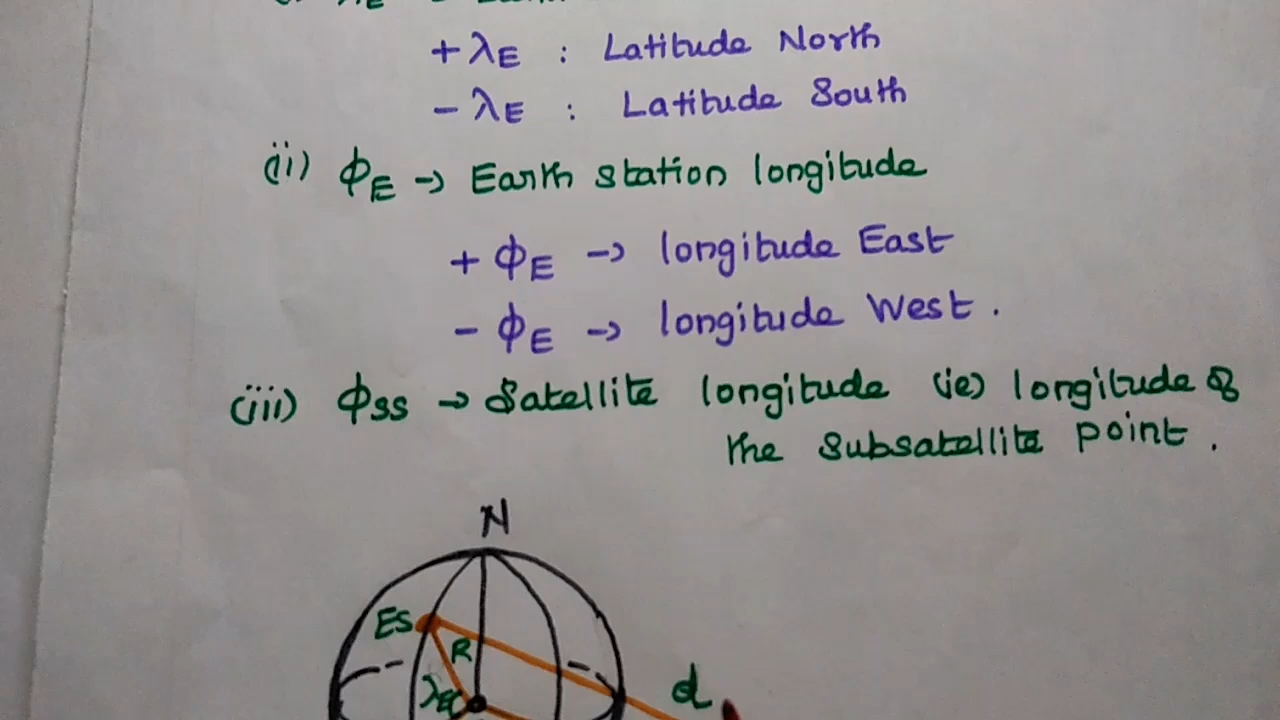 + λE : Latitude North
- λE : Latitude South
(ii) ϕE → Earth station longitude
+ ϕE → longitude East
- ϕE → longitude West.
(iii) ϕSS → Satellite longitude (ie) longitude of
the subsatellite point.
N
ES
R
λE
d